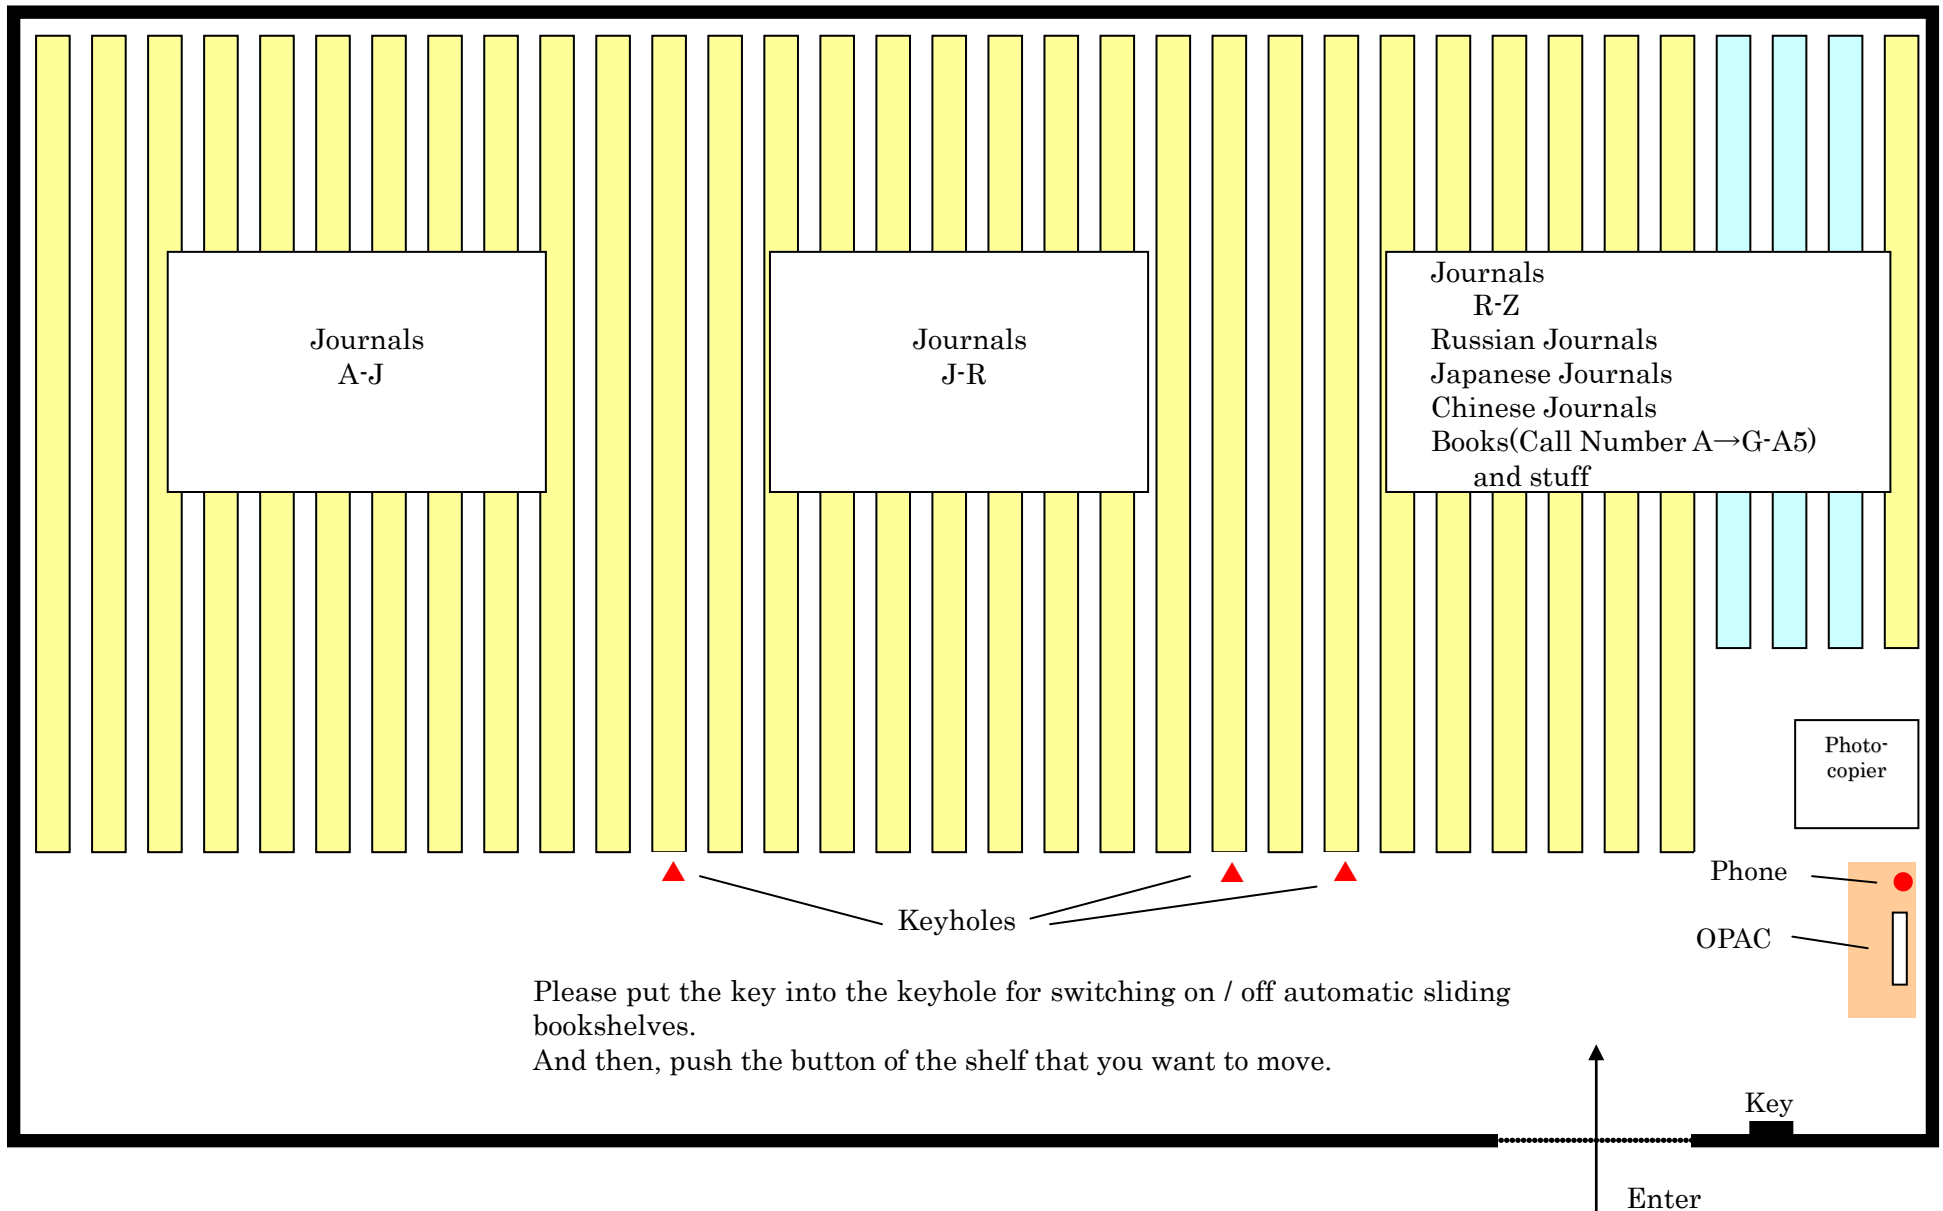 Journals
A-J
Journals
J-R
Journals
R-Z
Russian Journals
Japanese Journals
Chinese Journals
Books(Call Number A→G-A5)
and stuff
Photo-
copier
Phone
Keyholes
OPAC
Please put the key into the keyhole for switching on / off automatic sliding
bookshelves.
And then, push the button of the shelf that you want to move.
Key
Enter